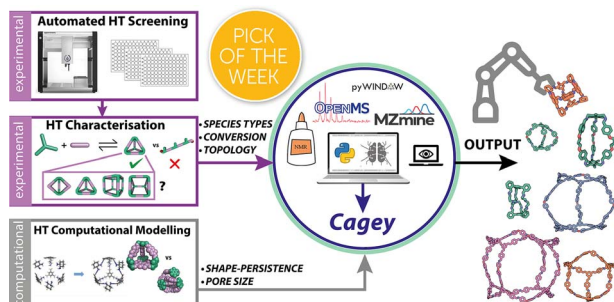 Automated HT Screening
experimental
PICK
OF THE
WEEK
HT Characterisation
experimental
vs
?
• SPECIES TYPES
• CONVERSION
• TOPOLOGY
HT Computational Modelling
computational
vs
• SHAPE-PERSISTENCE
• PORE SIZE
pyWINDOW
OPENMS
MZmine
NMR
Cagey
OUTPUT